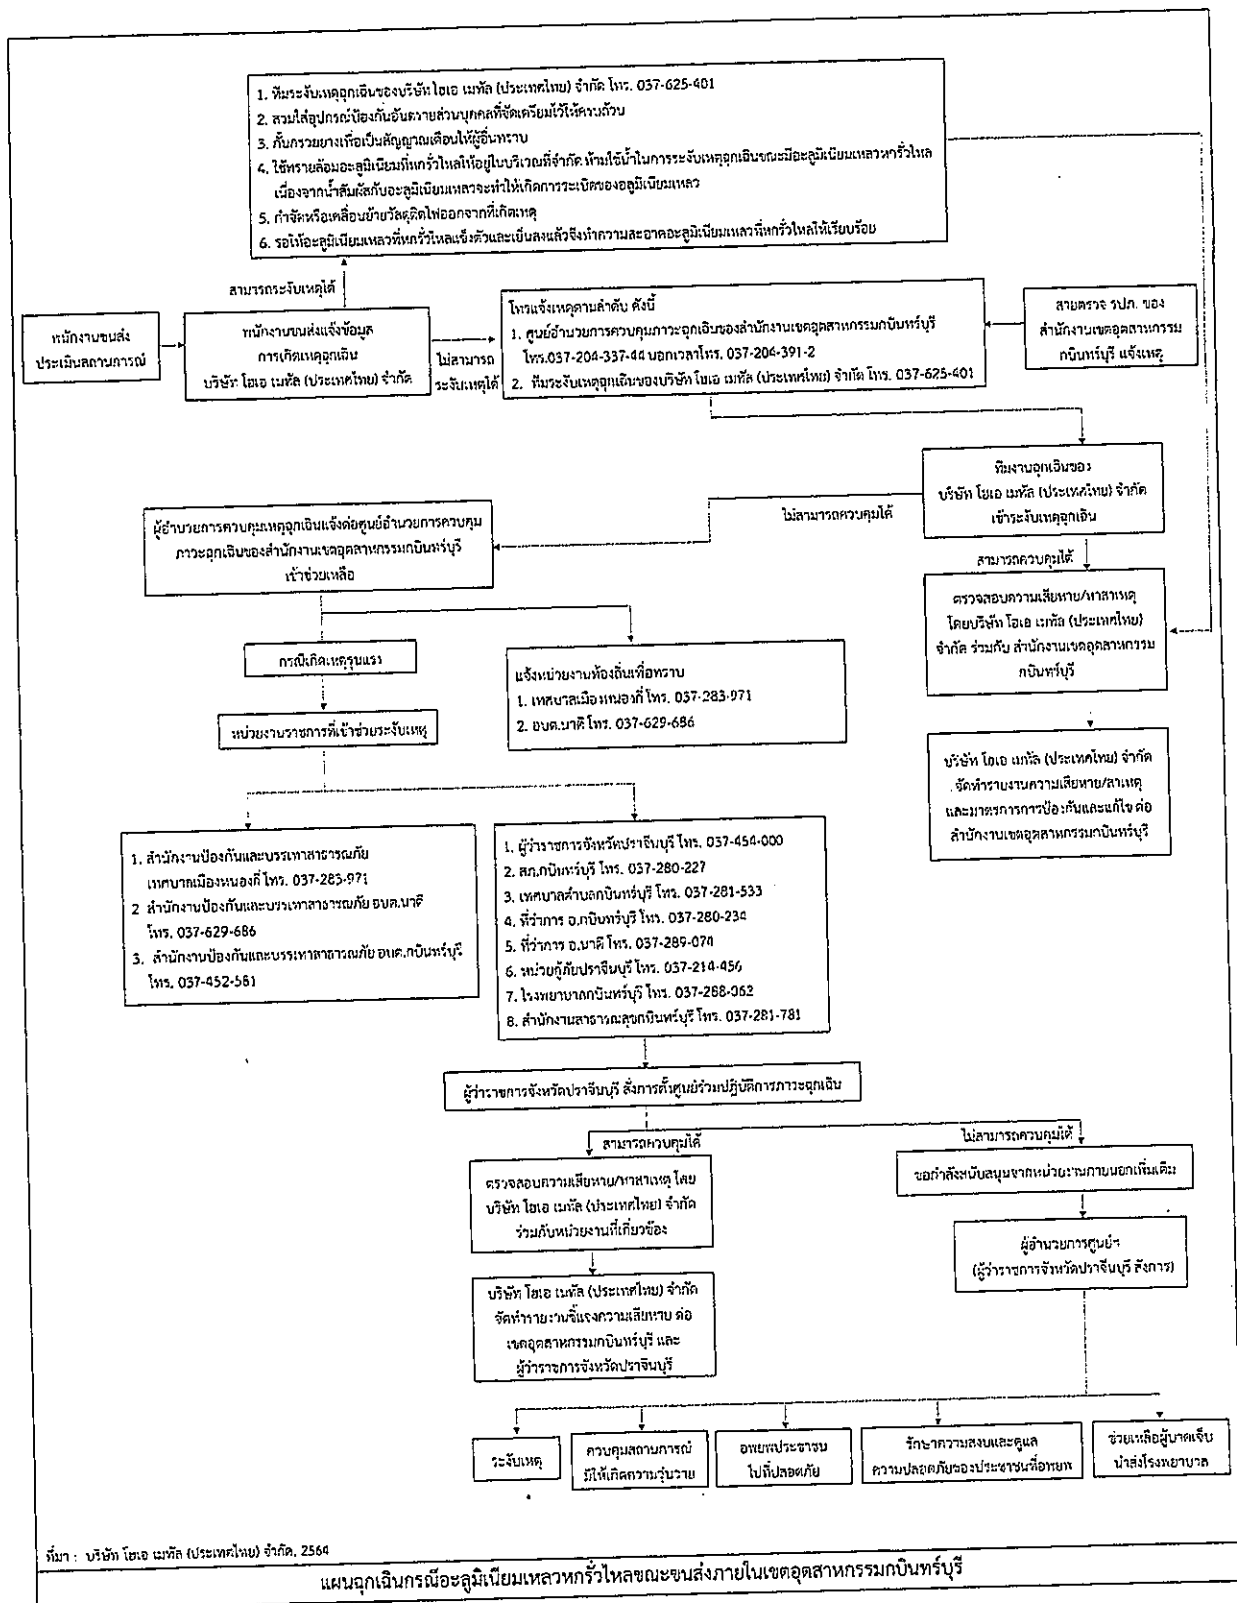 1. ทีมระงับเหตุฉุกเฉินของบริษัท โฮเอ เมทัล (ประเทศไทย) จำกัด โทร. 037-625-401
2. สวมใส่อุปกรณ์ป้องกันอันตรายส่วนบุคคลที่จัดเตรียมไว้ให้ครบถ้วน
3. กั้นกรวยยางเพื่อเป็นสัญญาณเตือนให้ผู้อื่นทราบ
4. ใช้ทรายล้อมอะลูมิเนียมที่หกรั่วไหลให้อยู่ในบริเวณที่จำกัด ห้ามใช้น้ำในการระงับเหตุฉุกเฉินขณะมีอะลูมิเนียมเหลวหกรั่วไหล
เนื่องจากน้ำสัมผัสกับอะลูมิเนียมเหลวจะทำให้เกิดการระเบิดของอลูมิเนียมเหลว
5. กำจัดหรือเคลื่อนย้ายวัสดุติดไฟออกจากที่เกิดเหตุ
6. รอให้อะลูมิเนียมเหลวที่หกรั่วไหลแข็งตัวและเย็นลงแล้วจึงทำความสะอาดอะลูมิเนียมเหลวที่หกรั่วไหลให้เรียบร้อย
สามารถระงับเหตุได้
พนักงานขนส่ง
ประเมินสถานการณ์
พนักงานขนส่งแจ้งข้อมูล
การเกิดเหตุฉุกเฉิน
บริษัท โฮเอ เมทัล (ประเทศไทย) จำกัด
ไม่สามารถ
ระงับเหตุได้
โทรแจ้งเหตุตามลำดับ ดังนี้
1. ศูนย์อำนวยการควบคุมภาวะฉุกเฉินของสำนักงานเขตอุตสาหกรรมกบินทร์บุรี
โทร.037-204-337-44 นอกเวลาโทร. 037-204-391-2
2. ทีมระงับเหตุฉุกเฉินของบริษัท โฮเอ เมทัล (ประเทศไทย) จำกัด โทร. 037-625-401
สายตรวจ รปภ. ของ
สำนักงานเขตอุตสาหกรรม
กบินทร์บุรี แจ้งเหตุ
ทีมงานฉุกเฉินของ
บริษัท โฮเอ เมทัล (ประเทศไทย) จำกัด
เข้าระงับเหตุฉุกเฉิน
ไม่สามารถควบคุมได้
ผู้อำนวยการควบคุมเหตุฉุกเฉินแจ้งต่อศูนย์อำนวยการควบคุม
ภาวะฉุกเฉินของสำนักงานเขตอุตสาหกรรมกบินทร์บุรี
เข้าช่วยเหลือ
สามารถควบคุมได้
ตรวจสอบความเสียหาย/หาสาเหตุ
โดยบริษัท โฮเอ เมทัล (ประเทศไทย)
จำกัด ร่วมกับ สำนักงานเขตอุตสาหกรรม
กบินทร์บุรี
กรณีเกิดเหตุรุนแรง
แจ้งหน่วยงานท้องถิ่นเพื่อทราบ
1. เทศบาลเมืองหนองกี่ โทร. 037-283-971
2. อบต.นาดี โทร. 037-629-686
หน่วยงานราชการที่เข้าช่วยระงับเหตุ
บริษัท โฮเอ เมทัล (ประเทศไทย) จำกัด
จัดทำรายงานความเสียหาย/สาเหตุ
และมาตรการการป้องกันและแก้ไข ต่อ
สำนักงานเขตอุตสาหกรรมกบินทร์บุรี
1. สำนักงานป้องกันและบรรเทาสาธารณภัย
เทศบาลเมืองหนองกี่ โทร. 037-283-971
2 สำนักงานป้องกันและบรรเทาสาธารณภัย อบต.นาดี
โทร. 037-629-686
3. สำนักงานป้องกันและบรรเทาสาธารณภัย อบต.กบินทร์บุรี
โทร. 037-452-581
1. ผู้ว่าราชการจังหวัดปราจีนบุรี โทร. 037-454-000
2. สภ.กบินทร์บุรี โทร. 037-280-227
3. เทศบาลตำบลกบินทร์บุรี โทร. 037-281-533
4. ที่ว่าการ อ.กบินทร์บุรี โทร. 037-280-234
5. ที่ว่าการ อ.นาดี โทร. 037-289-074
6. หน่วยกู้ภัยปราจีนบุรี โทร. 037-214-456
7. โรงพยาบาลกบินทร์บุรี โทร. 037-288-062
8. สำนักงานสาธารณสุขกบินทร์บุรี โทร. 037-281-781
ผู้ว่าราชการจังหวัดปราจีนบุรี สั่งการตั้งศูนย์ร่วมปฏิบัติการภาวะฉุกเฉิน
สามารถควบคุมได้
ไม่สามารถควบคุมได้
ตรวจสอบความเสียหาย/หาสาเหตุ โดย
บริษัท โฮเอ เมทัล (ประเทศไทย) จำกัด
ร่วมกับหน่วยงานที่เกี่ยวข้อง
ขอกำลังสนับสนุนจากหน่วยงานภายนอกเพิ่มเติม
ผู้อำนวยการศูนย์ฯ
(ผู้ว่าราชการจังหวัดปราจีนบุรี สั่งการ)
บริษัท โฮเอ เมทัล (ประเทศไทย) จำกัด
จัดทำรายงานชี้แจงความเสียหาย ต่อ
เขตอุตสาหกรรมกบินทร์บุรี และ
ผู้ว่าราชการจังหวัดปราจีนบุรี
ระงับเหตุ
ควบคุมสถานการณ์
มิให้เกิดความวุ่นวาย
อพยพประชาชน
ไปที่ปลอดภัย
รักษาความสงบและดูแล
ความปลอดภัยของประชาชนที่อพยพ
ช่วยเหลือผู้บาดเจ็บ
นำส่งโรงพยาบาล
ที่มา : บริษัท โฮเอ เมทัล (ประเทศไทย) จำกัด, 2564
แผนฉุกเฉินกรณีอะลูมิเนียมเหลวหกรั่วไหลขณะขนส่งภายในเขตอุตสาหกรรมกบินทร์บุรี